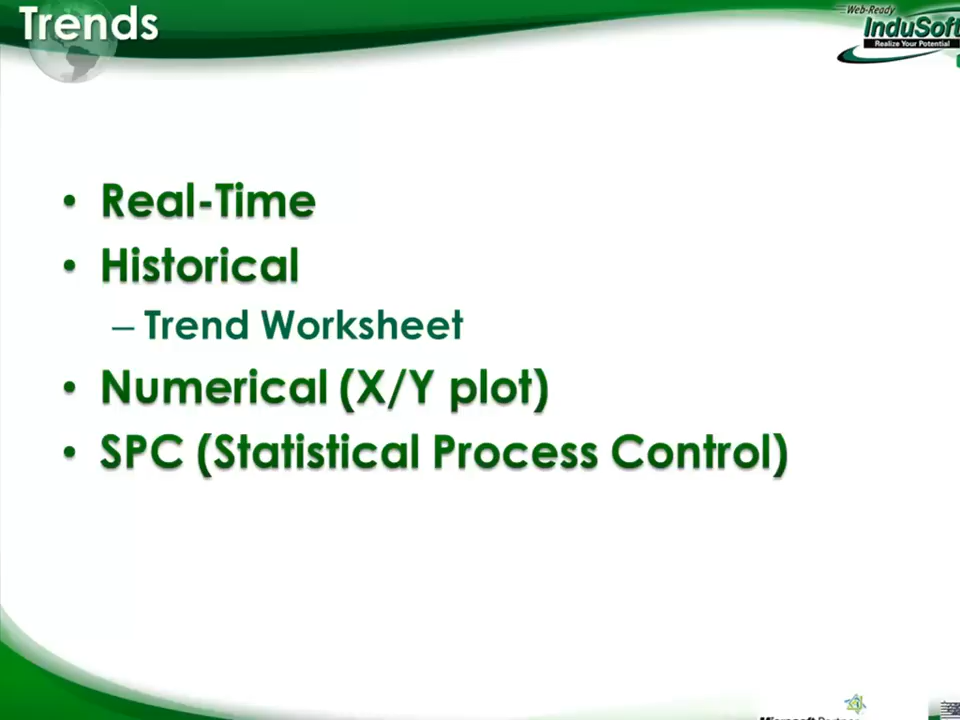 Trends
Web-Ready
InduSoft
Realize Your Potential
• Real-Time
• Historical
– Trend Worksheet
• Numerical (X/Y plot)
• SPC (Statistical Process Control)